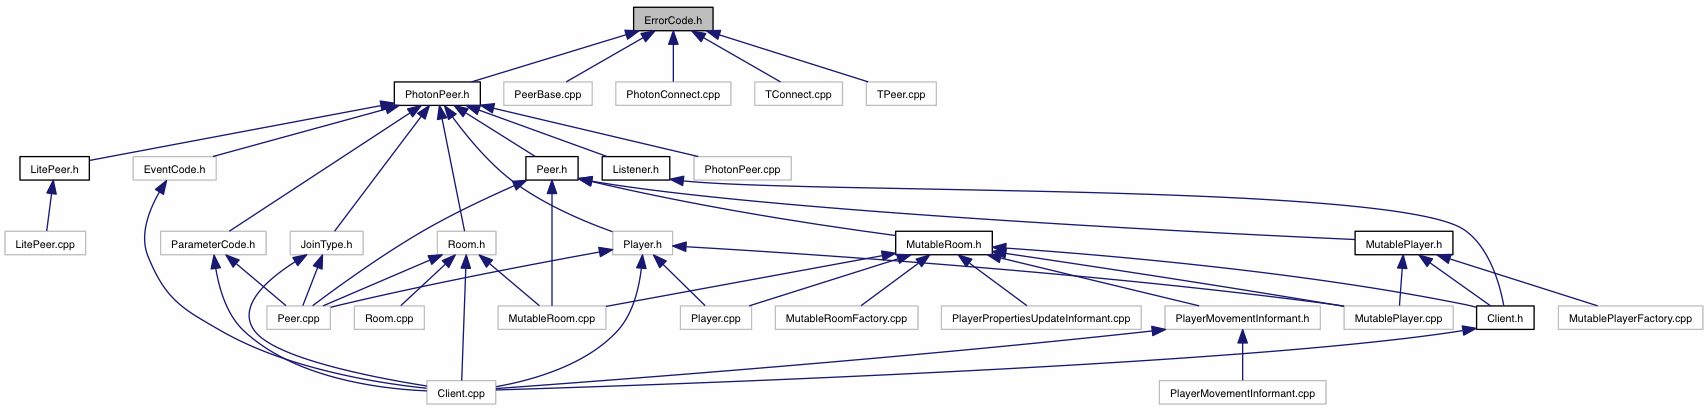 ErrorCode.h
PhotonPeer.h
PeerBase.cpp
PhotonConnect.cpp
TConnect.cpp
TPeer.cpp
LitePeer.h
EventCode.h
Peer.h
Listener.h
PhotonPeer.cpp
LitePeer.cpp
ParameterCode.h
JoinType.h
Room.h
Player.h
MutableRoom.h
MutablePlayer.h
Peer.cpp
Room.cpp
MutableRoom.cpp
Player.cpp
MutableRoomFactory.cpp
PlayerPropertiesUpdateInformant.cpp
PlayerMovementInformant.h
MutablePlayer.cpp
Client.h
MutablePlayerFactory.cpp
Client.cpp
PlayerMovementInformant.cpp